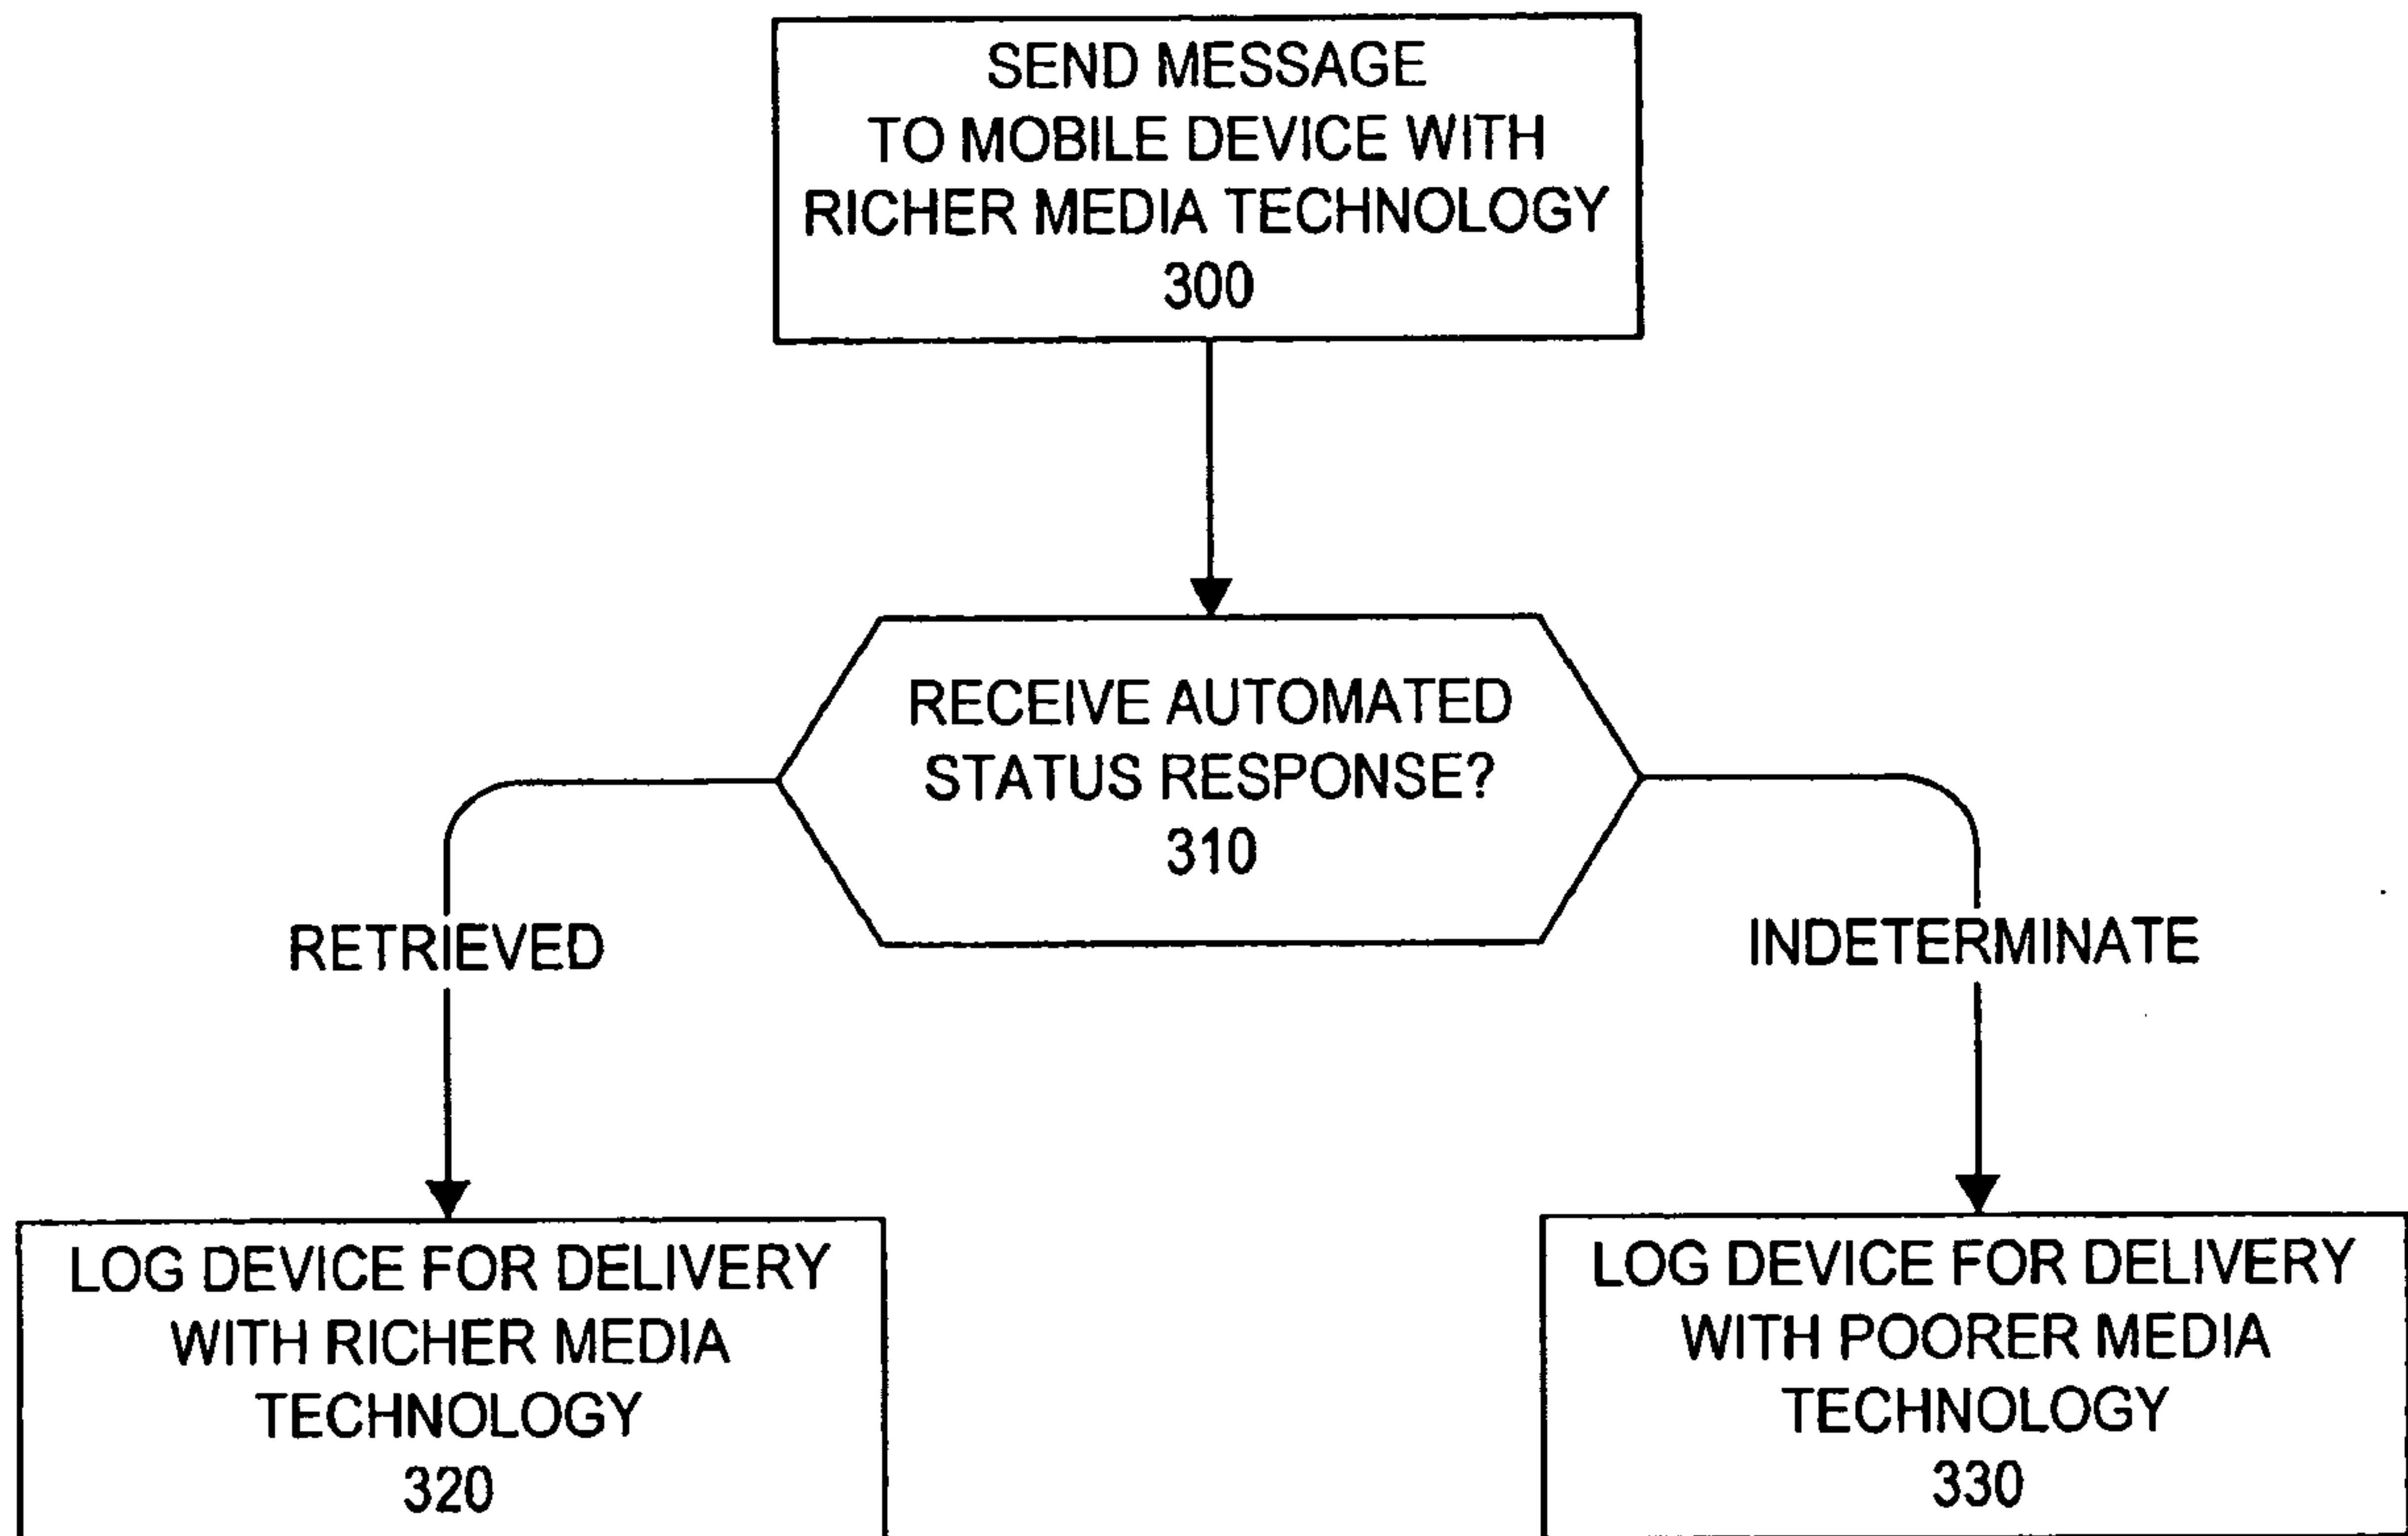 SEND MESSAGE
TO MOBILE DEVICE WITH
RICHER MEDIA TECHNOLOGY
300
RECEIVE AUTOMATED
STATUS RESPONSE?
310
RETRIEVED
INDETERMINATE
LOG DEVICE FOR DELIVERY
WITH RICHER MEDIA
TECHNOLOGY
320
LOG DEVICE FOR DELIVERY
WITH POORER MEDIA
TECHNOLOGY
330